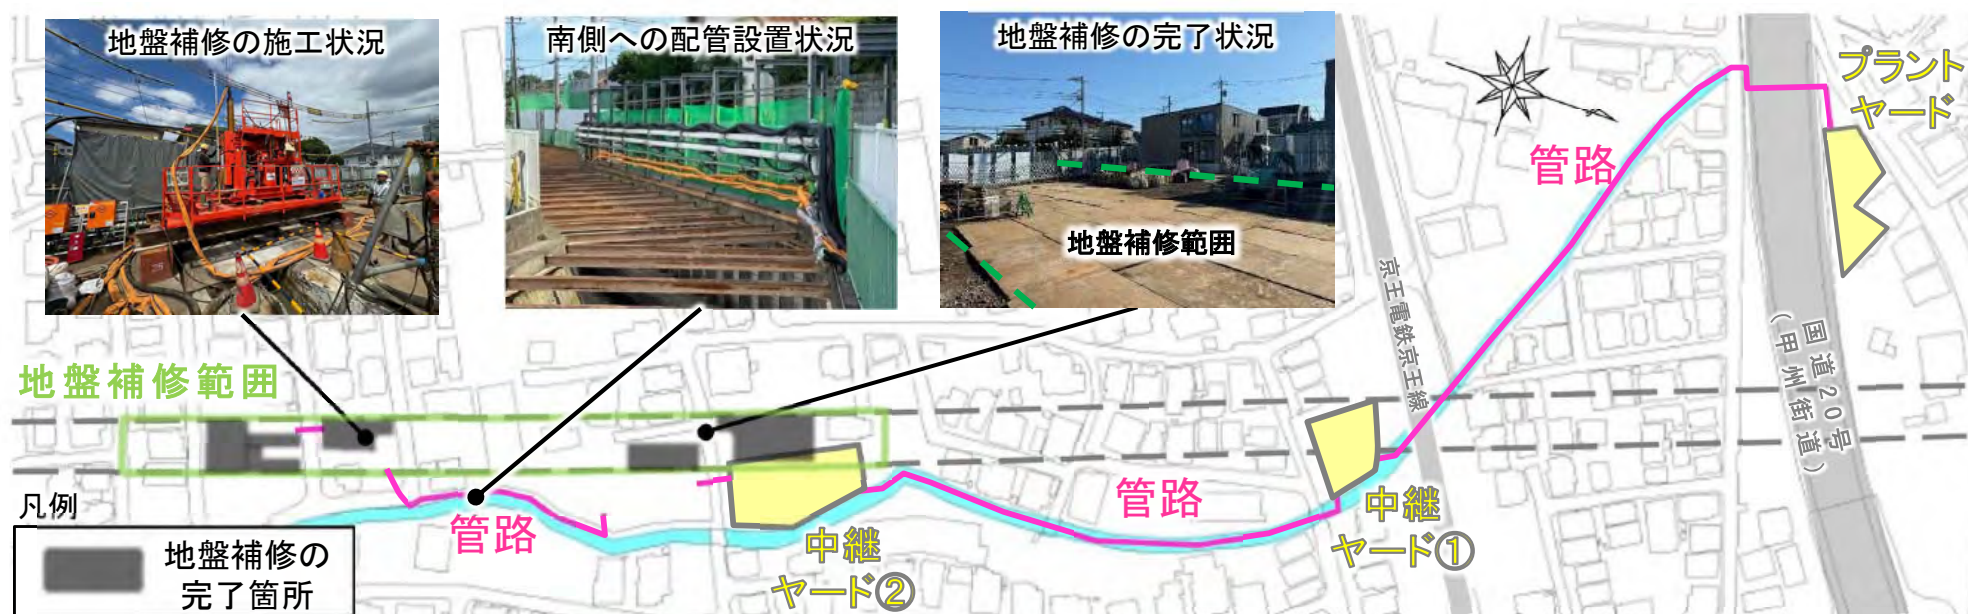 地盤補修の施工状況
南側への配管設置状況
地盤補修の完了状況
地盤補修範囲
プラント
ヤード
管路
京王電鉄京王線
国道20号
(甲州街道)
地盤補修範囲
管路
管路
中継
ヤード①
中継
ヤード②
凡例
地盤補修の
完了箇所